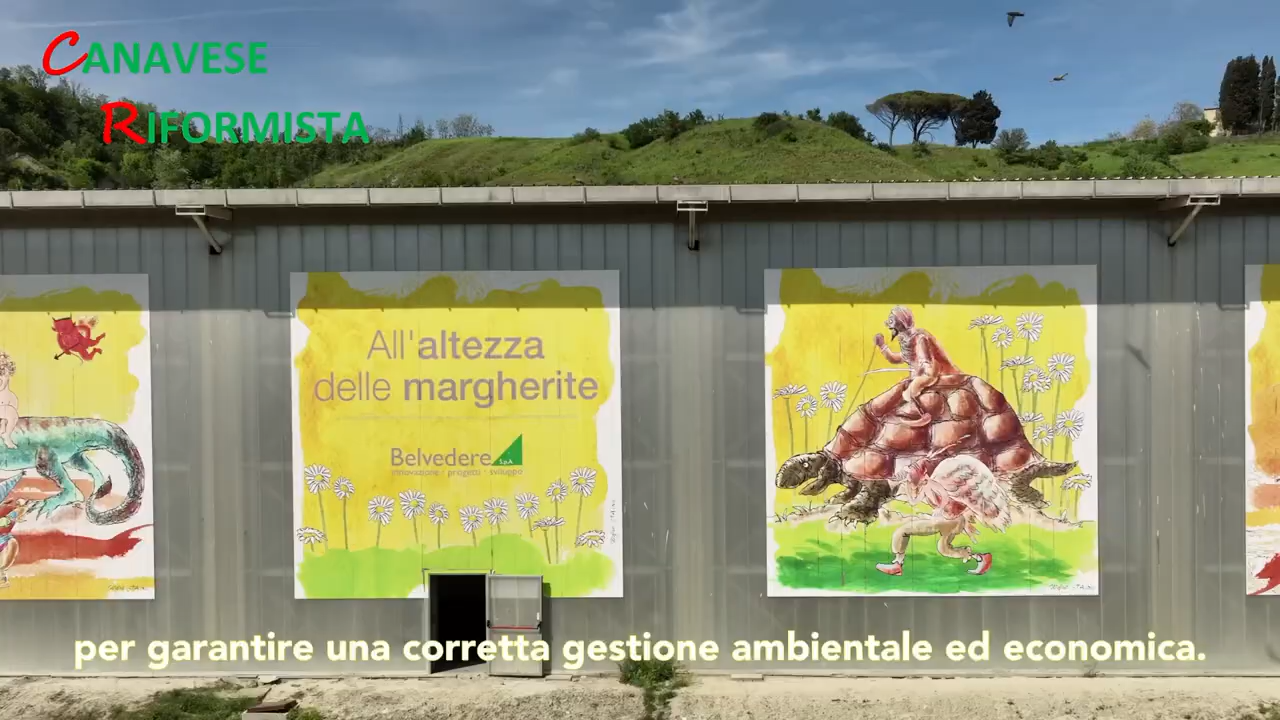 CANAVESE
RIFORMISTA
All'altezza
delle margherite
Belvedere SpA
innovazione · progetto · sviluppo
per garantire una corretta gestione ambientale ed economica.